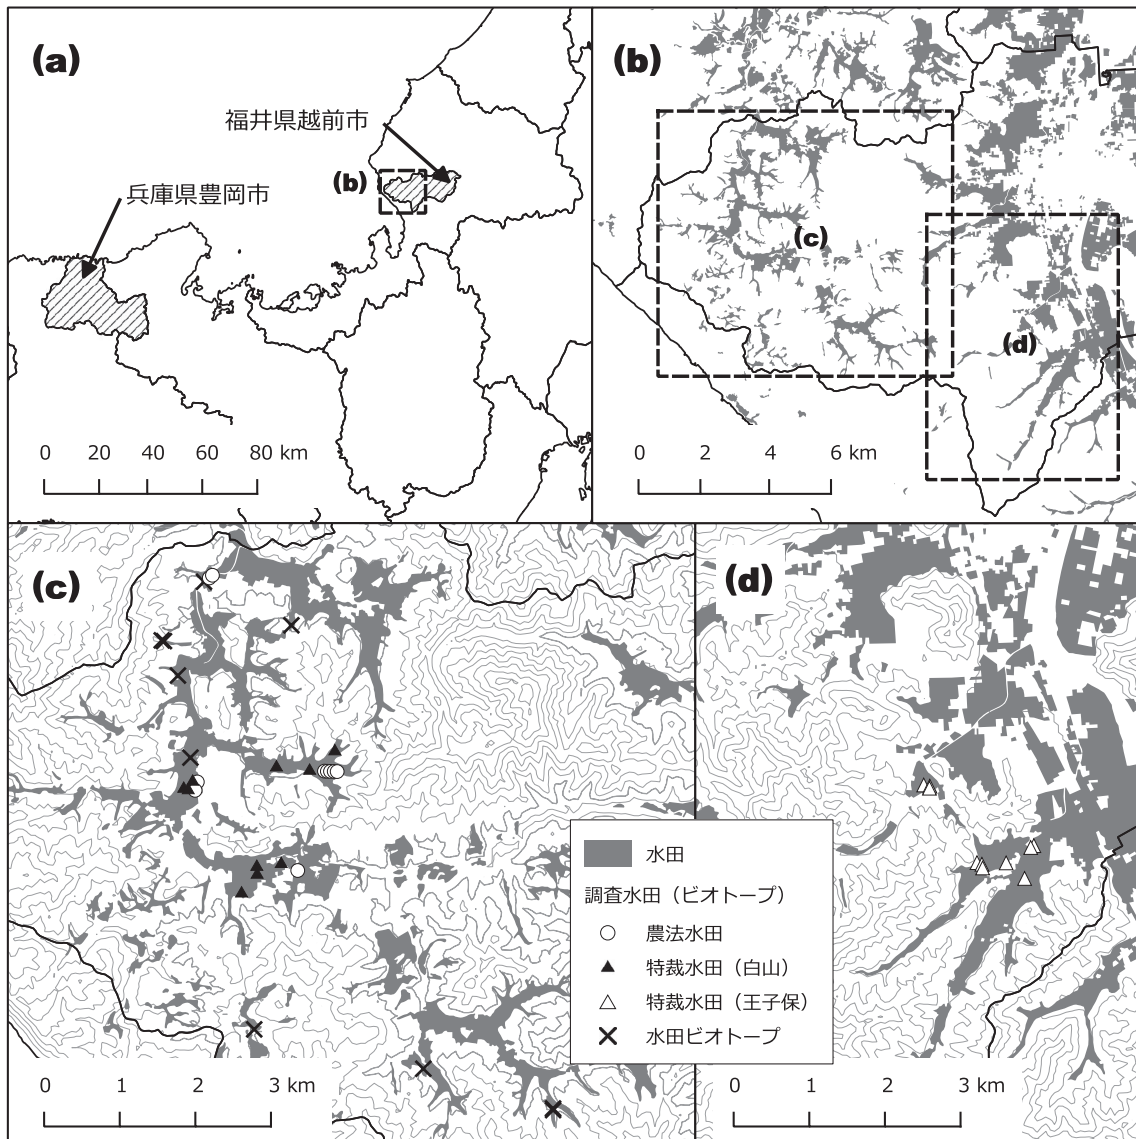 (a)
福井県越前市
(b)
兵庫県豊岡市
0 20 40 60 80 km
(b)
(c)
(d)
0 2 4 6 km
(c)
0 1 2 3 km
(d)
0 1 2 3 km
水田
調査水田（ビオトープ）
農法水田
特裁水田（白山）
特裁水田（王子保）
水田ビオトープ